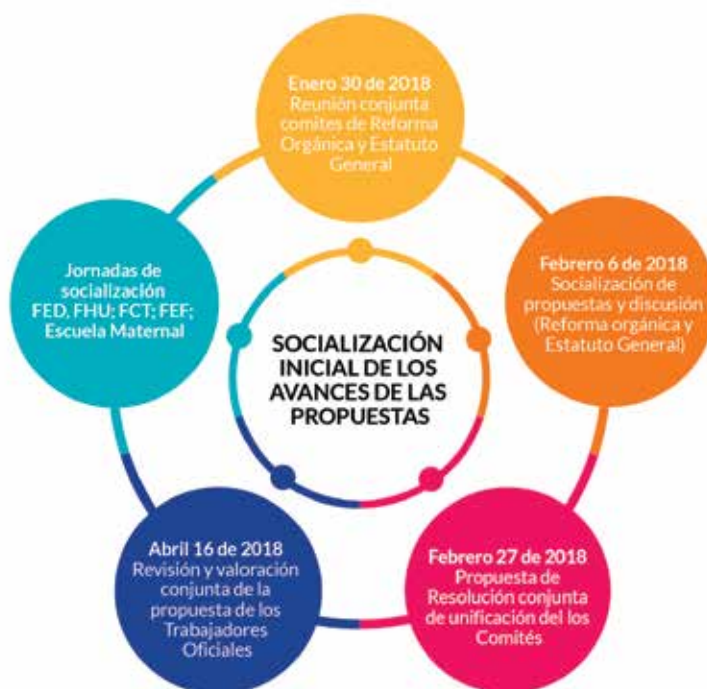 Enero 30 de 2018
Reunión conjunta
comites de Reforma
Orgánica y Estatuto
General
Febrero 6 de 2018
Socialización de
propuestas y discusión
(Reforma orgánica y
Estatuto General)
Febrero 27 de 2018
Propuesta de
Resolución conjunta
de unificación del los
Comités
Abril 16 de 2018
Revisión y valoración
conjunta de la
propuesta de los
Trabajadores
Oficiales
Jornadas de
socialización
FED, FHU; FCT; FEF;
Escuela Maternal
SOCIALIZACIÓN
INICIAL DE LOS
AVANCES DE LAS
PROPUESTAS